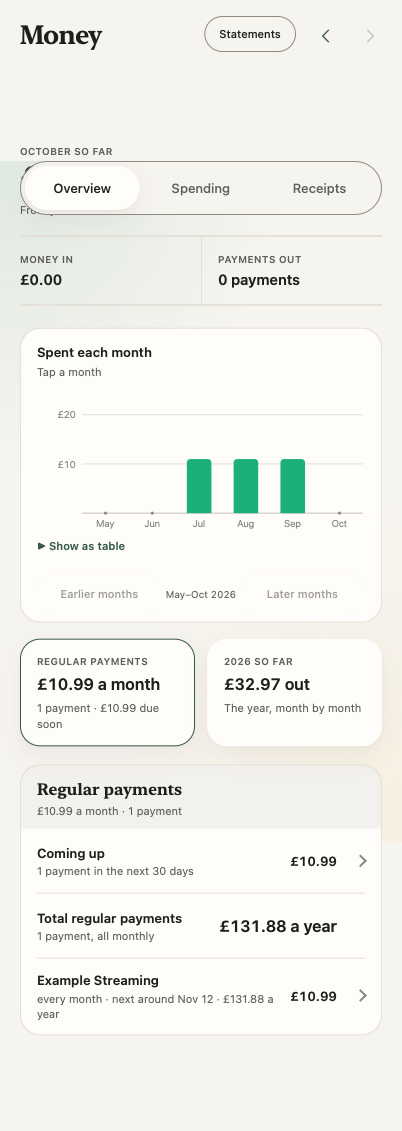 Money
Statements
OCTOBER SO FAR
Overview
Spending
Receipts
MONEY IN
£0.00
PAYMENTS OUT
0 payments
Spent each month
Tap a month
£20
£10
May
Jun
Jul
Aug
Sep
Oct
Show as table
Earlier months
May–Oct 2026
Later months
REGULAR PAYMENTS
£10.99 a month
1 payment · £10.99 due
soon
2026 SO FAR
£32.97 out
The year, month by month
Regular payments
£10.99 a month · 1 payment
Coming up
1 payment in the next 30 days
£10.99
Total regular payments
1 payment, all monthly
£131.88 a year
Example Streaming
every month · next around Nov 12 · £131.88 a
year
£10.99